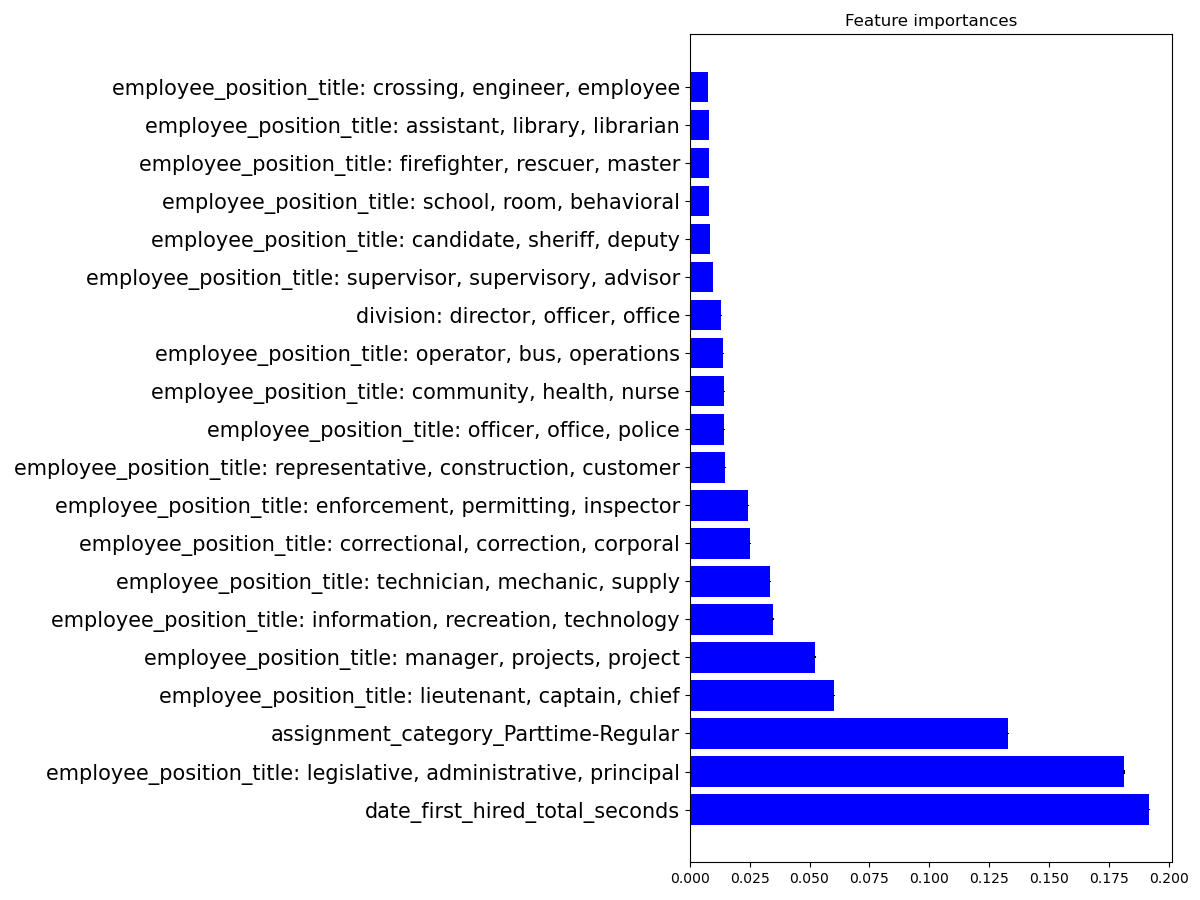 Feature importances
employee_position_title: crossing, engineer, employee
employee_position_title: assistant, library, librarian
employee_position_title: firefighter, rescuer, master
employee_position_title: school, room, behavioral
employee_position_title: candidate, sheriff, deputy
employee_position_title: supervisor, supervisory, advisor
division: director, officer, office
employee_position_title: operator, bus, operations
employee_position_title: community, health, nurse
employee_position_title: officer, office, police
employee_position_title: representative, construction, customer
employee_position_title: enforcement, permitting, inspector
employee_position_title: correctional, correction, corporal
employee_position_title: technician, mechanic, supply
employee_position_title: information, recreation, technology
employee_position_title: manager, projects, project
employee_position_title: lieutenant, captain, chief
assignment_category_Parttime-Regular
employee_position_title: legislative, administrative, principal
date_first_hired_total_seconds
0.000 0.025 0.050 0.075 0.100 0.125 0.150 0.175 0.200